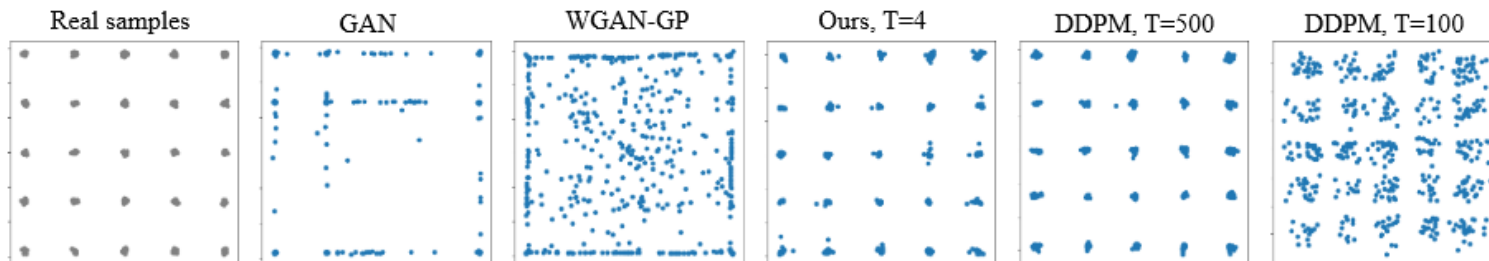 Real samples
GAN
WGAN-GP
Ours, T=4
DDPM, T=500
DDPM, T=100